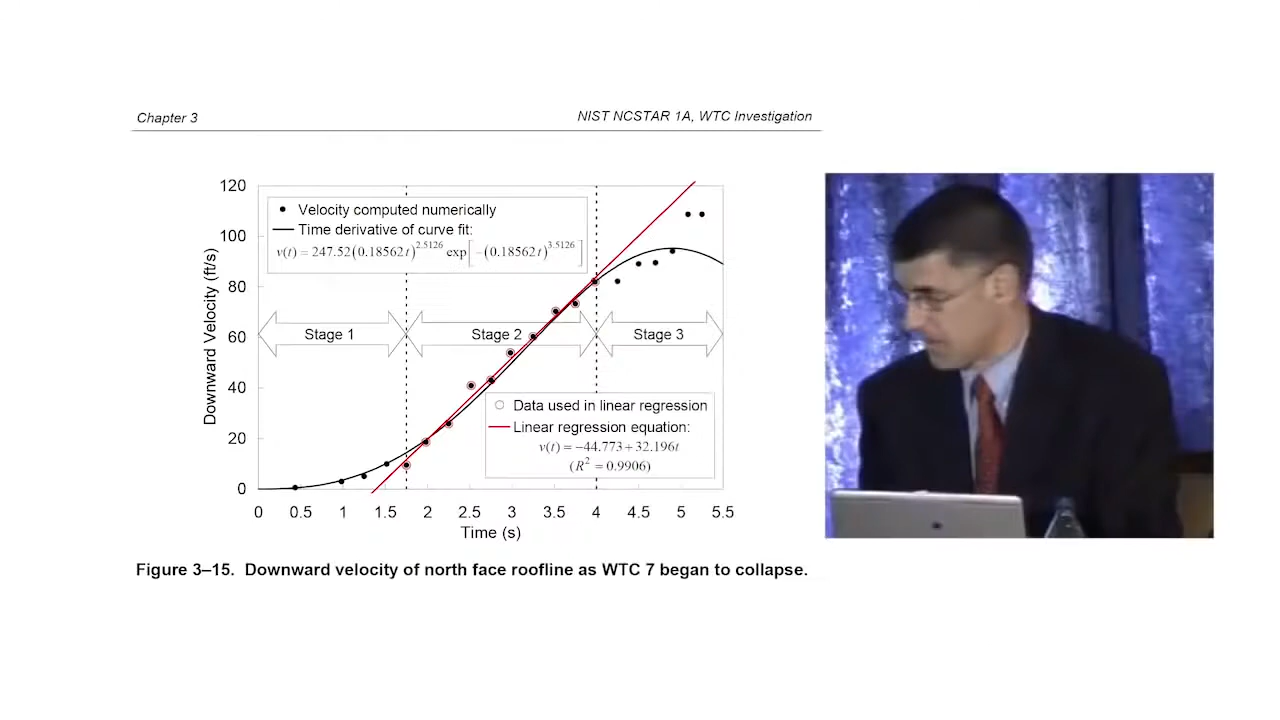 Chapter 3
NIST NCSTAR 1A, WTC Investigation
120
100
80
60
40
20
0
Downward Velocity (ft/s)
Velocity computed numerically
Time derivative of curve fit:
v(t) = 247.52(0.18562t)^2.5126 exp[-(0.18562t)^3.5126]
Stage 1
Stage 2
Stage 3
Data used in linear regression
Linear regression equation:
v(t) = −44.773+32.196t
(R² = 0.9906)
0 0.5 1 1.5 2 2.5 3 3.5 4 4.5 5 5.5
Time (s)
Figure 3–15. Downward velocity of north face roofline as WTC 7 began to collapse.